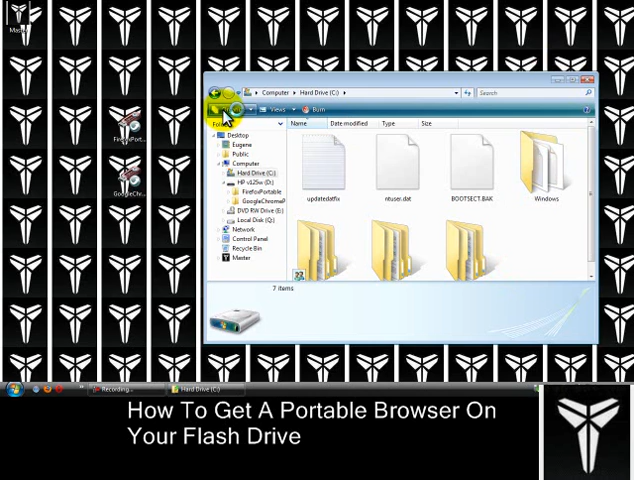 Computer ▸ Hard Drive (C:) ▸
Search
Views
Burn
Name
Date modified
Type
Size
Desktop
Eugene
Public
Computer
Hard Drive (C:)
HP v125w (D:)
FirefoxPortable
GoogleChromeP
DVD RW Drive (E:)
Local Disk (Q:)
Network
Control Panel
Recycle Bin
Master
updatedatfix
ntuser.dat
BOOTSECT.BAK
Windows
7 items
Recording...
Hard Drive (C:)
How To Get A Portable Browser On
Your Flash Drive